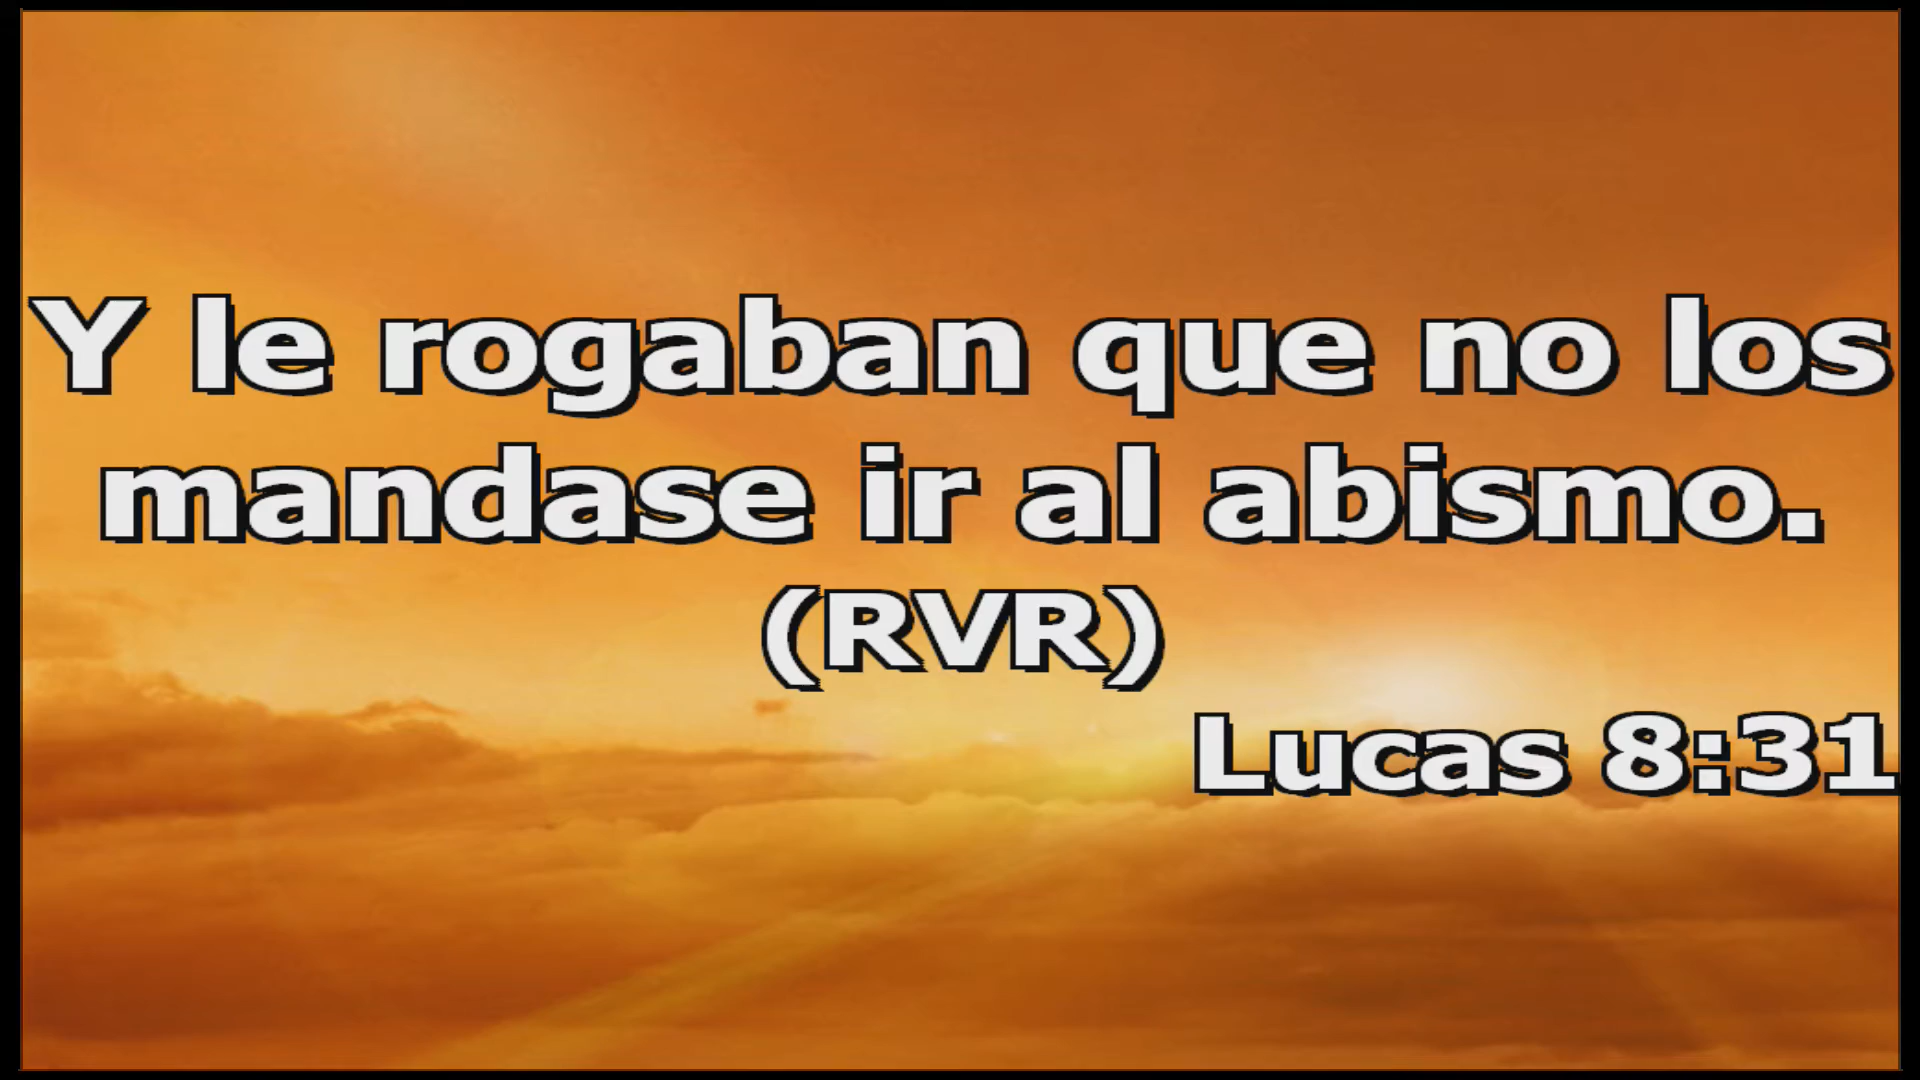 Y le rogaban que no los
mandase ir al abismo.
(RVR)
Lucas 8:31